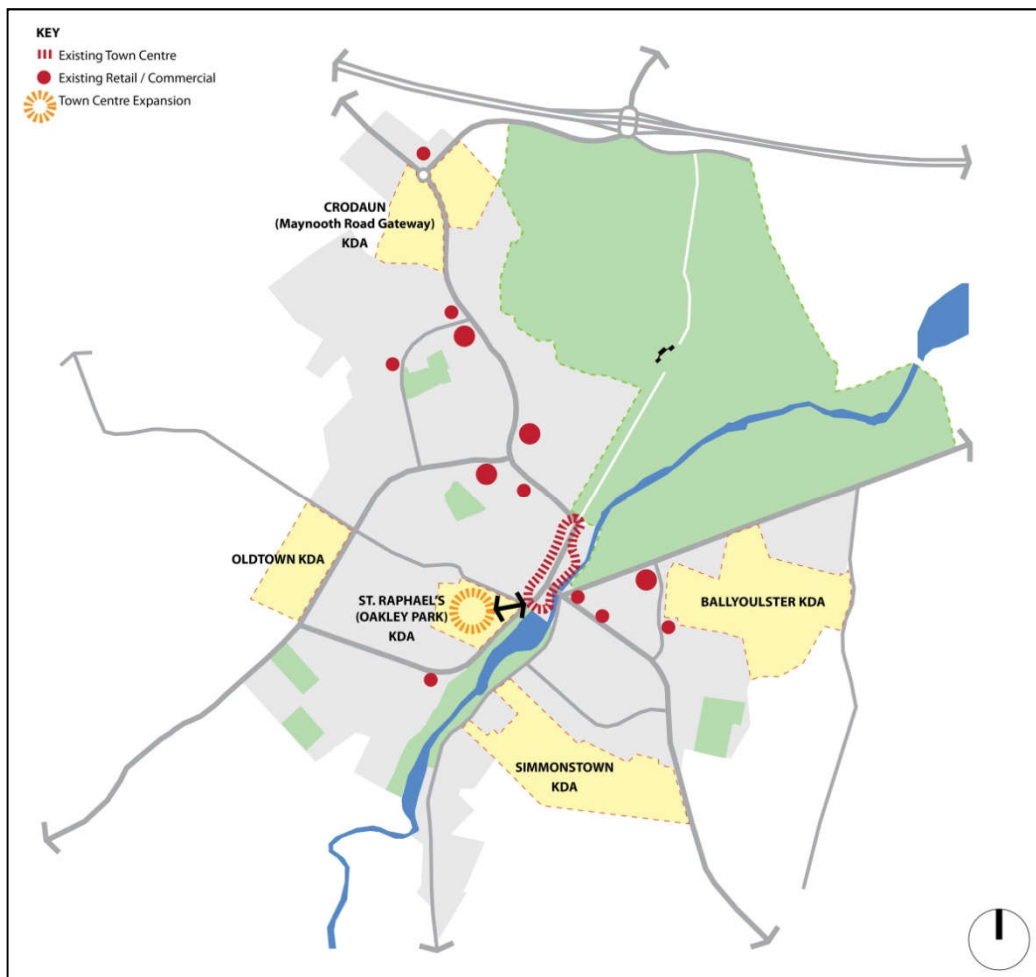 KEY
Existing Town Centre
Existing Retail / Commercial
Town Centre Expansion
CRODAUN
(Maynooth Road Gateway)
KDA
OLDTOWN KDA
ST. RAPHAEL'S
(OAKLEY PARK)
KDA
BALLYOULSTER KDA
SIMMONSTOWN
KDA